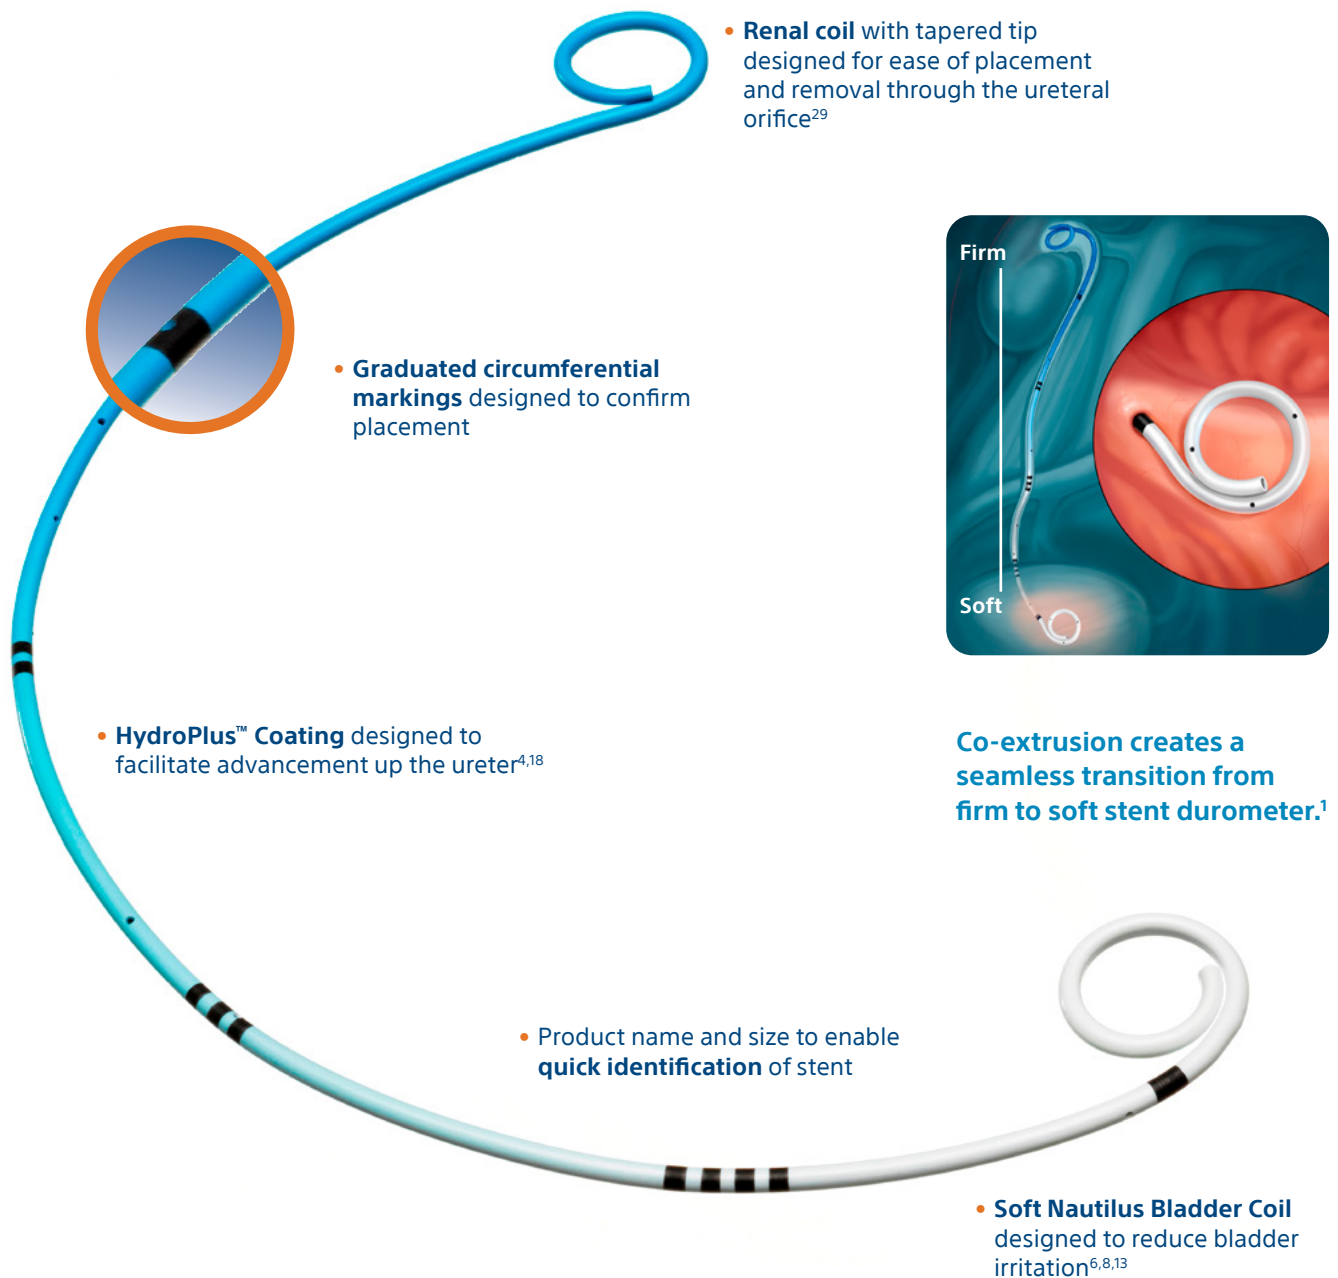 • Renal coil with tapered tip
designed for ease of placement
and removal through the ureteral
orifice29
Firm
• Graduated circumferential
markings designed to confirm
placement
Soft
• HydroPlus™ Coating designed to
facilitate advancement up the ureter4,18
Co-extrusion creates a
seamless transition from
firm to soft stent durometer.1
• Product name and size to enable
quick identification of stent
• Soft Nautilus Bladder Coil
designed to reduce bladder
irritation6,8,13